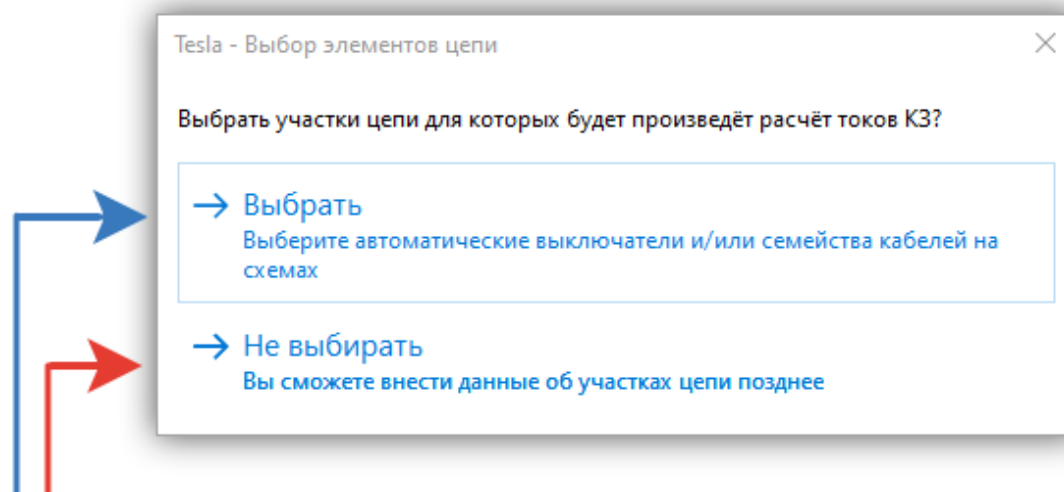 Tesla - Выбор элементов цепи
Выбрать участки цепи для которых будет произведёт расчёт токов КЗ?
Выбрать
Выберите автоматические выключатели и/или семейства кабелей на
схемах
Не выбирать
Вы сможете внести данные об участках цепи позднее